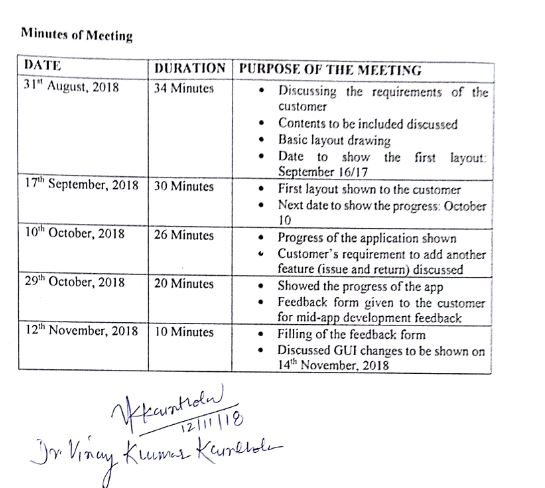 Minutes of Meeting
DATE DURATION PURPOSE OF THE MEETING
31st August, 2018 34 Minutes • Discussing the requirements of the
customer
• Contents to be included discussed
• Basic layout drawing
• Date to show the first layout:
September 16/17
17th September, 2018 30 Minutes • First layout shown to the customer
• Next date to show the progress: October
10
10th October, 2018 26 Minutes • Progress of the application shown
• Customer's requirement to add another
feature (issue and return) discussed
29th October, 2018 20 Minutes • Showed the progress of the app
• Feedback form given to the customer
for mid-app development feedback
12th November, 2018 10 Minutes • Filling of the feedback form
• Discussed GUI changes to be shown on
14th November, 2018
12/11/18
Dr Vinay Kumar